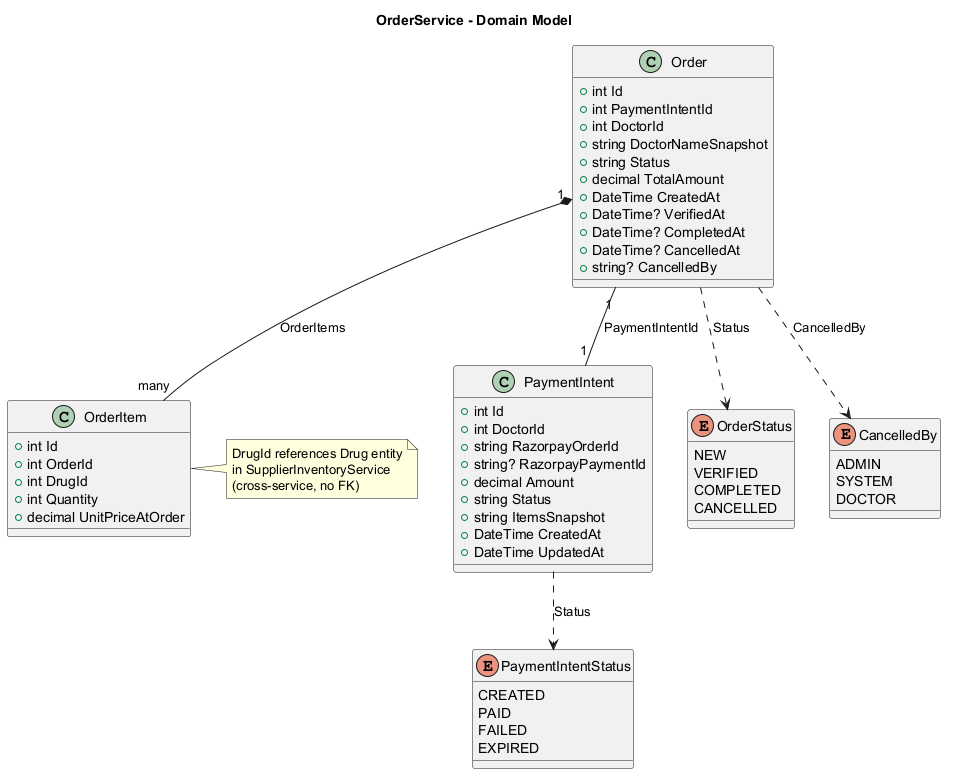 OrderService - Domain Model
C Order
int Id
int PaymentIntentId
int DoctorId
string DoctorNameSnapshot
string Status
decimal TotalAmount
DateTime CreatedAt
DateTime? VerifiedAt
DateTime? CompletedAt
DateTime? CancelledAt
string? CancelledBy
1
OrderItems
many
1
PaymentIntentId
1
Status
CancelledBy
C OrderItem
int Id
int OrderId
int DrugId
int Quantity
decimal UnitPriceAtOrder
DrugId references Drug entity
in SupplierInventoryService
(cross-service, no FK)
C PaymentIntent
int Id
int DoctorId
string RazorpayOrderId
string? RazorpayPaymentId
decimal Amount
string Status
string ItemsSnapshot
DateTime CreatedAt
DateTime UpdatedAt
E OrderStatus
NEW
VERIFIED
COMPLETED
CANCELLED
E CancelledBy
ADMIN
SYSTEM
DOCTOR
Status
E PaymentIntentStatus
CREATED
PAID
FAILED
EXPIRED